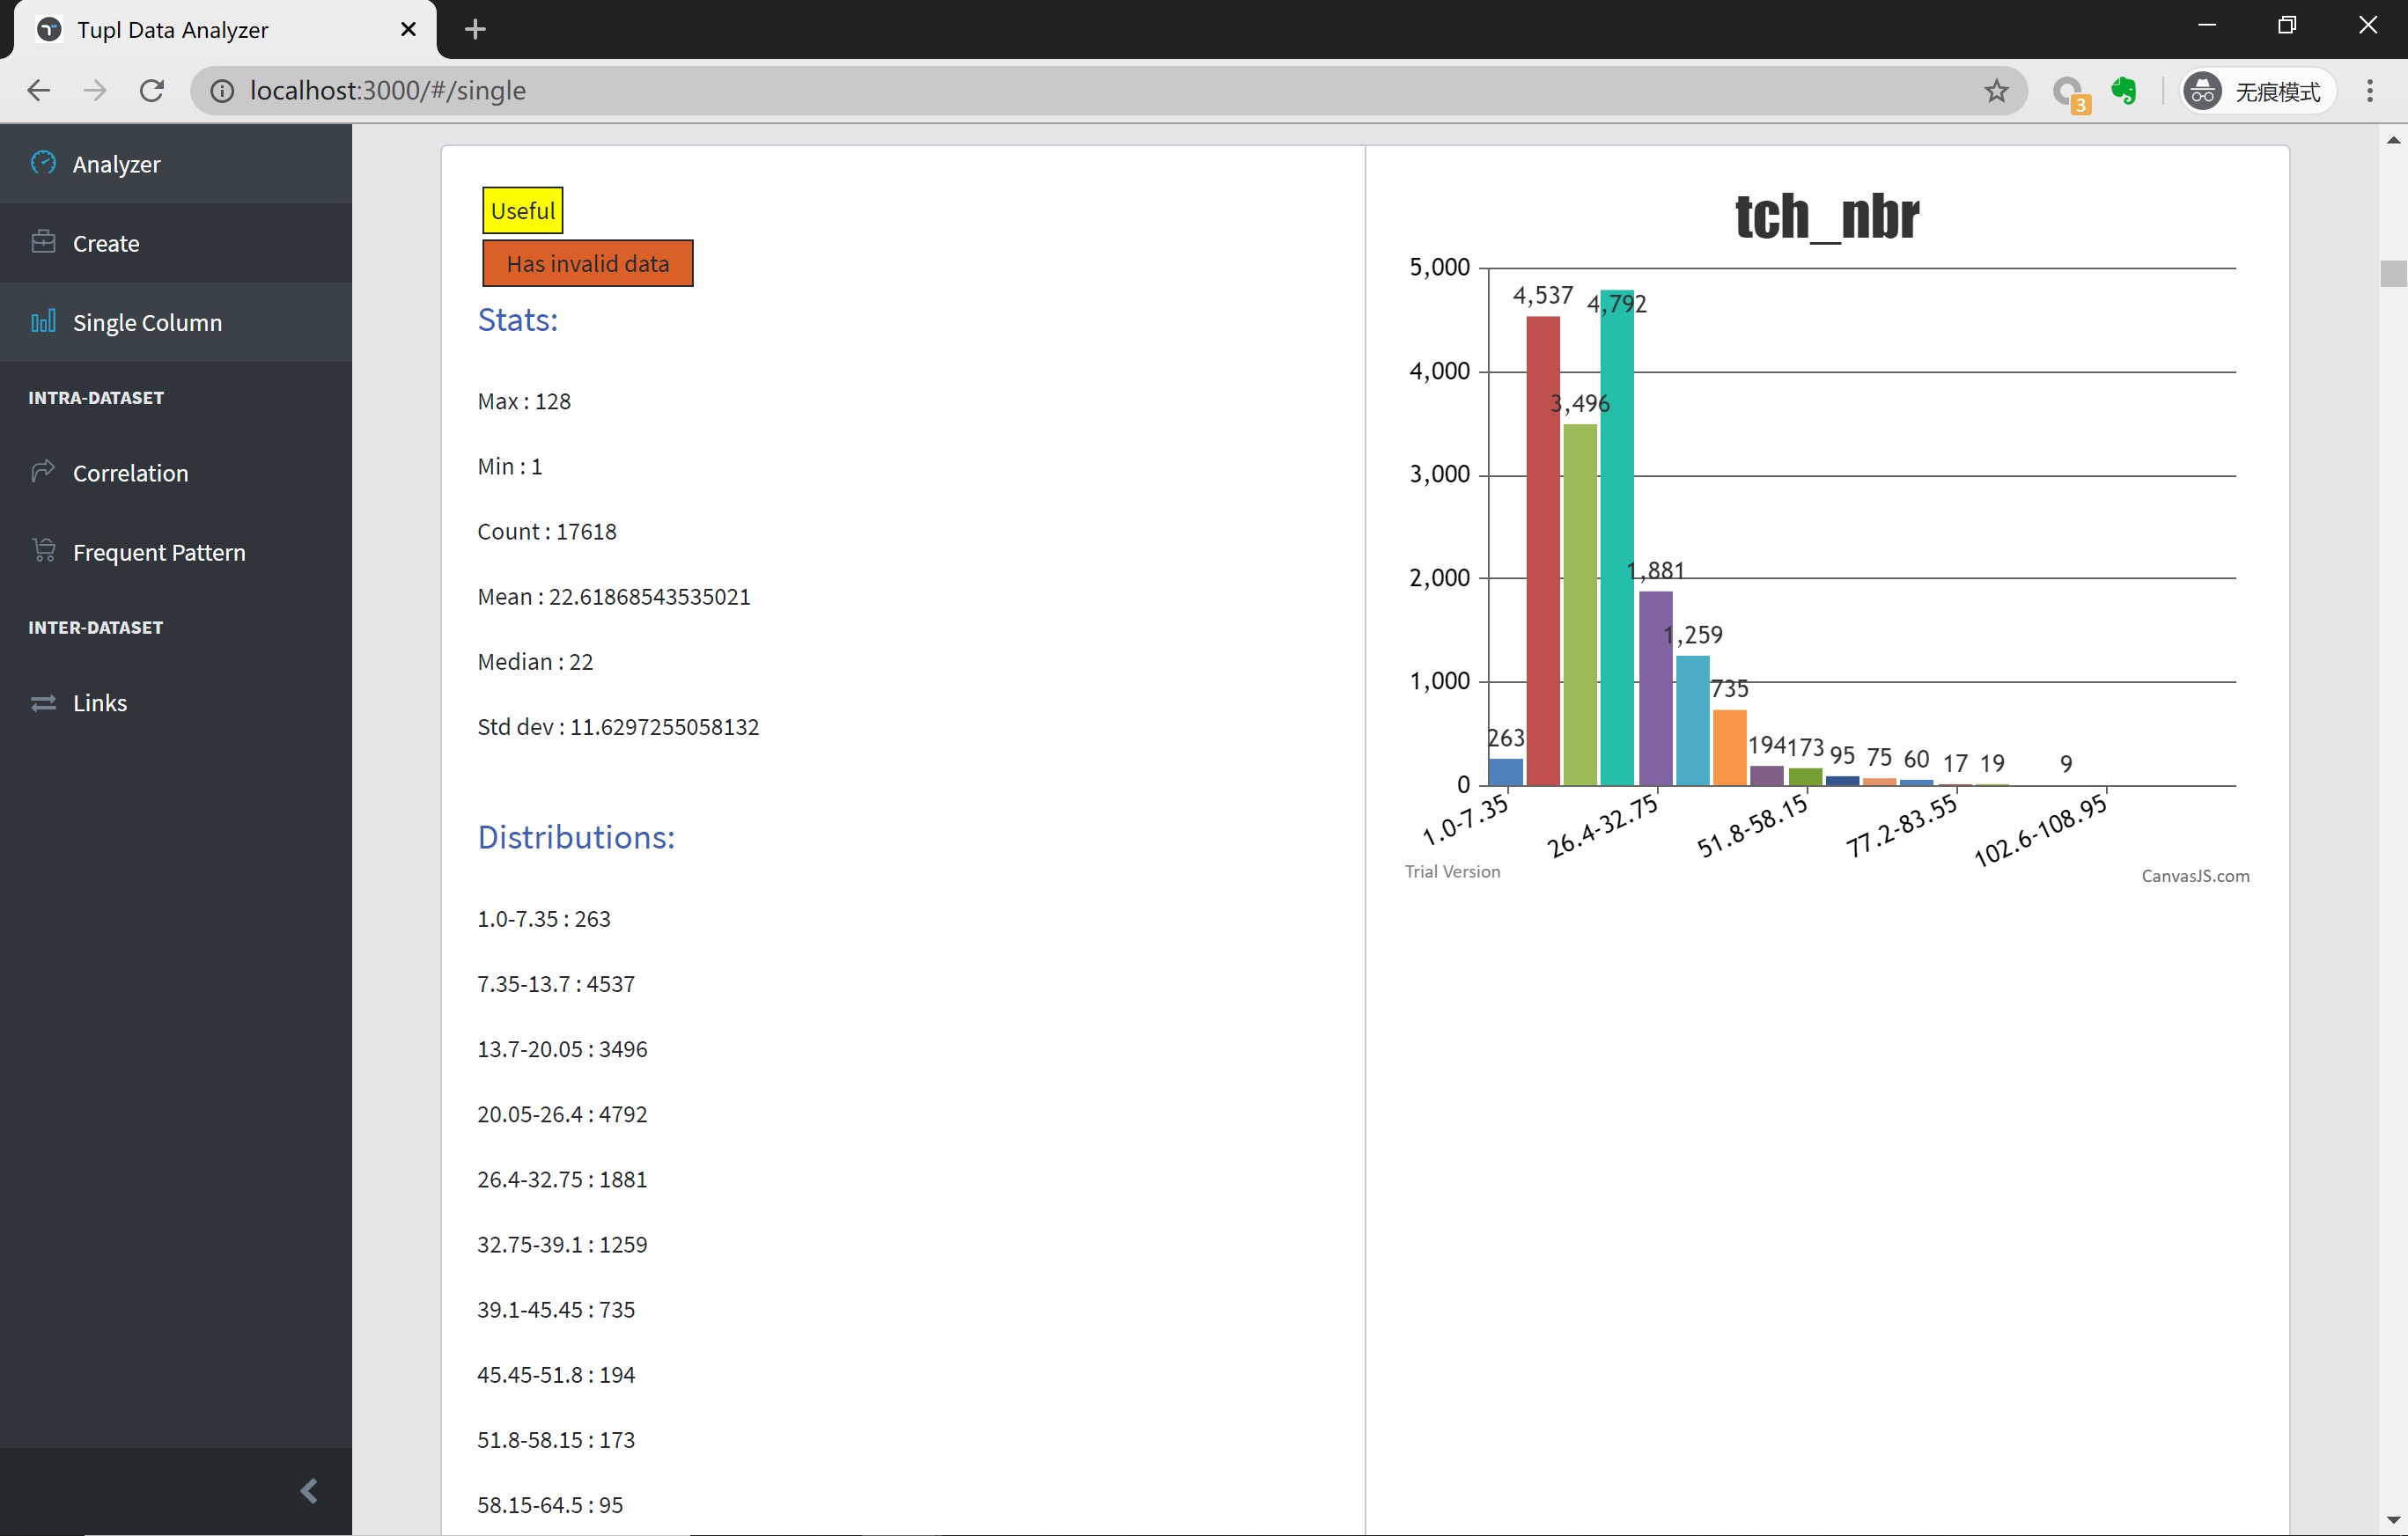 Tupl Data Analyzer
localhost:3000/#/single
3
无痕模式
Analyzer
Create
Single Column
INTRA-DATASET
Correlation
Frequent Pattern
INTER-DATASET
Links
Useful
Has invalid data
Stats:
Max : 128
Min : 1
Count : 17618
Mean : 22.61868543535021
Median : 22
Std dev : 11.6297255058132
Distributions:
1.0-7.35 : 263
7.35-13.7 : 4537
13.7-20.05 : 3496
20.05-26.4 : 4792
26.4-32.75 : 1881
32.75-39.1 : 1259
39.1-45.45 : 735
45.45-51.8 : 194
51.8-58.15 : 173
58.15-64.5 : 95
tch_nbr
5,000
4,000
3,000
2,000
1,000
0
263
4,537
3,496
4,792
1,881
1,259
735
194
173
95
75
60
17
19
9
1.0-7.35
26.4-32.75
51.8-58.15
77.2-83.55
102.6-108.95
Trial Version
CanvasJS.com